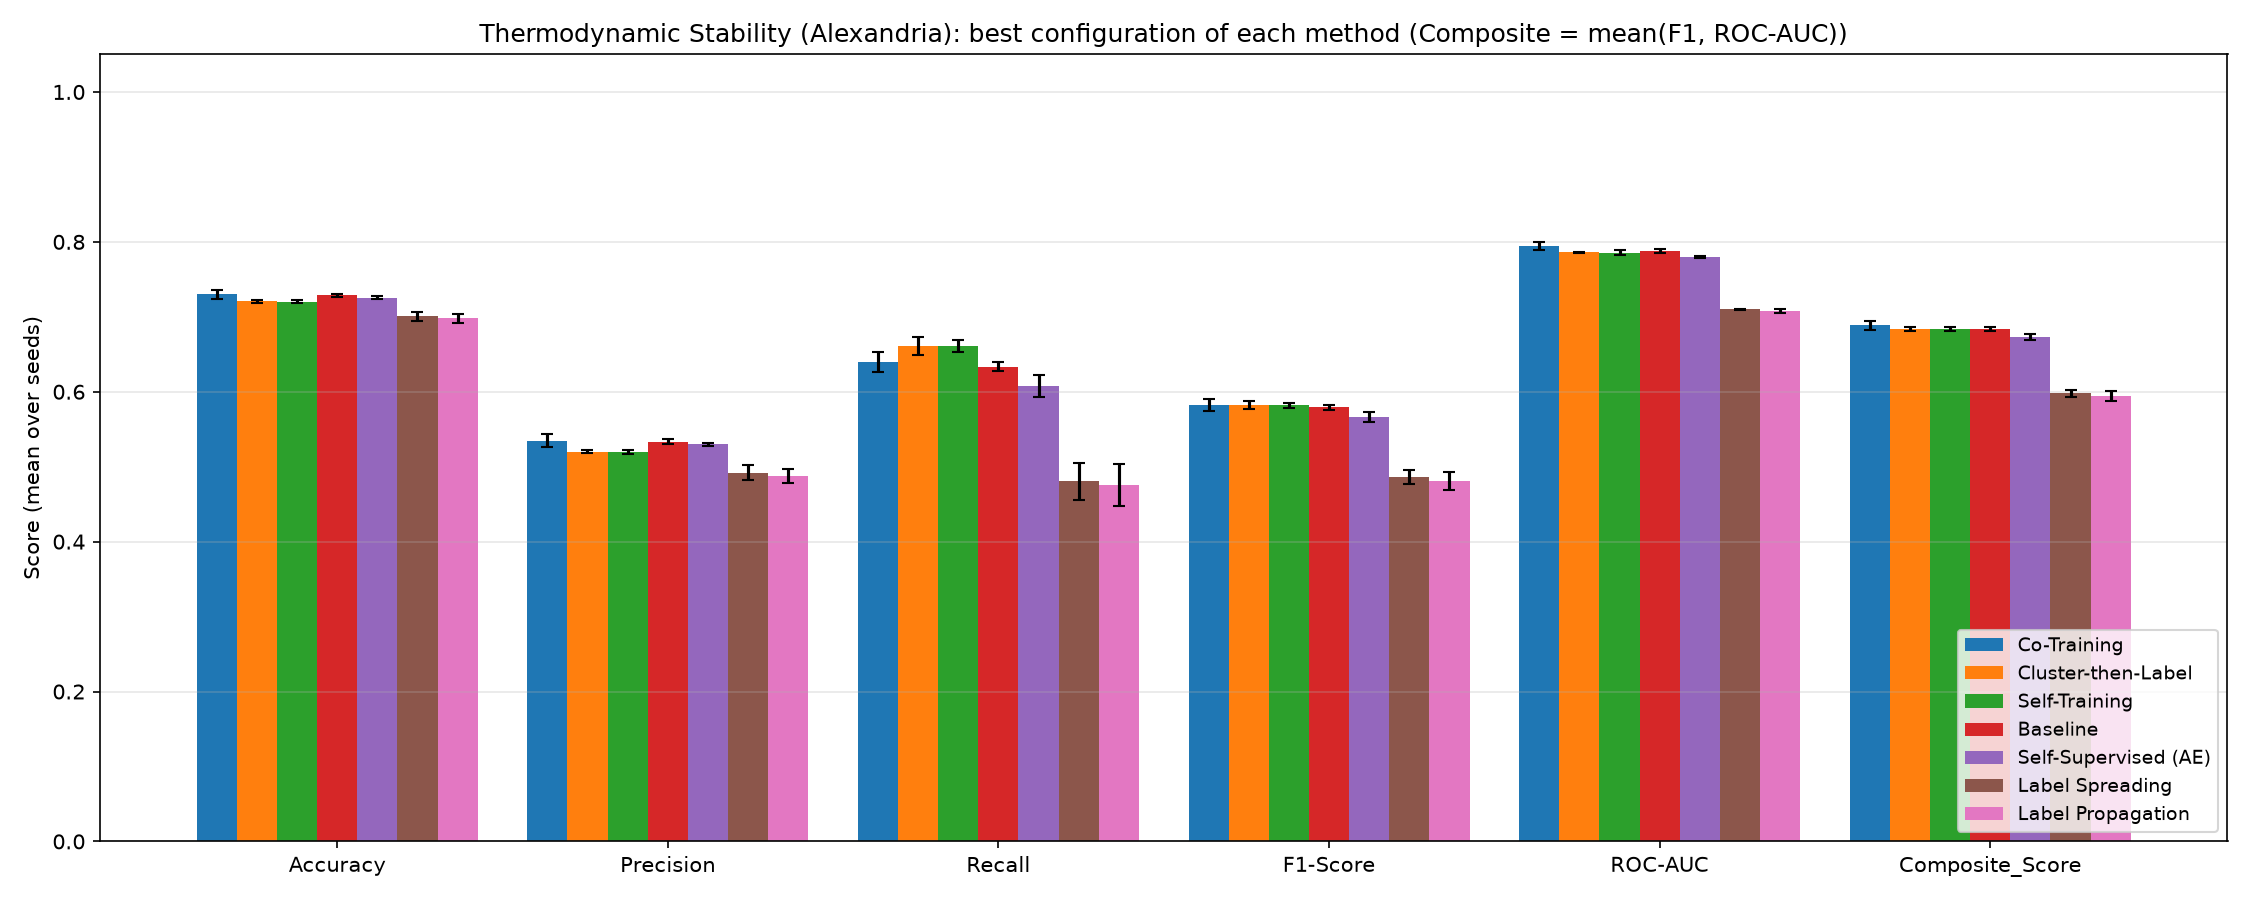 Thermodynamic Stability (Alexandria): best configuration of each method (Composite = mean(F1, ROC-AUC))
Score (mean over seeds)
1.0
0.8
0.6
0.4
0.2
0.0
Accuracy
Precision
Recall
F1-Score
ROC-AUC
Composite_Score
Co-Training
Cluster-then-Label
Self-Training
Baseline
Self-Supervised (AE)
Label Spreading
Label Propagation